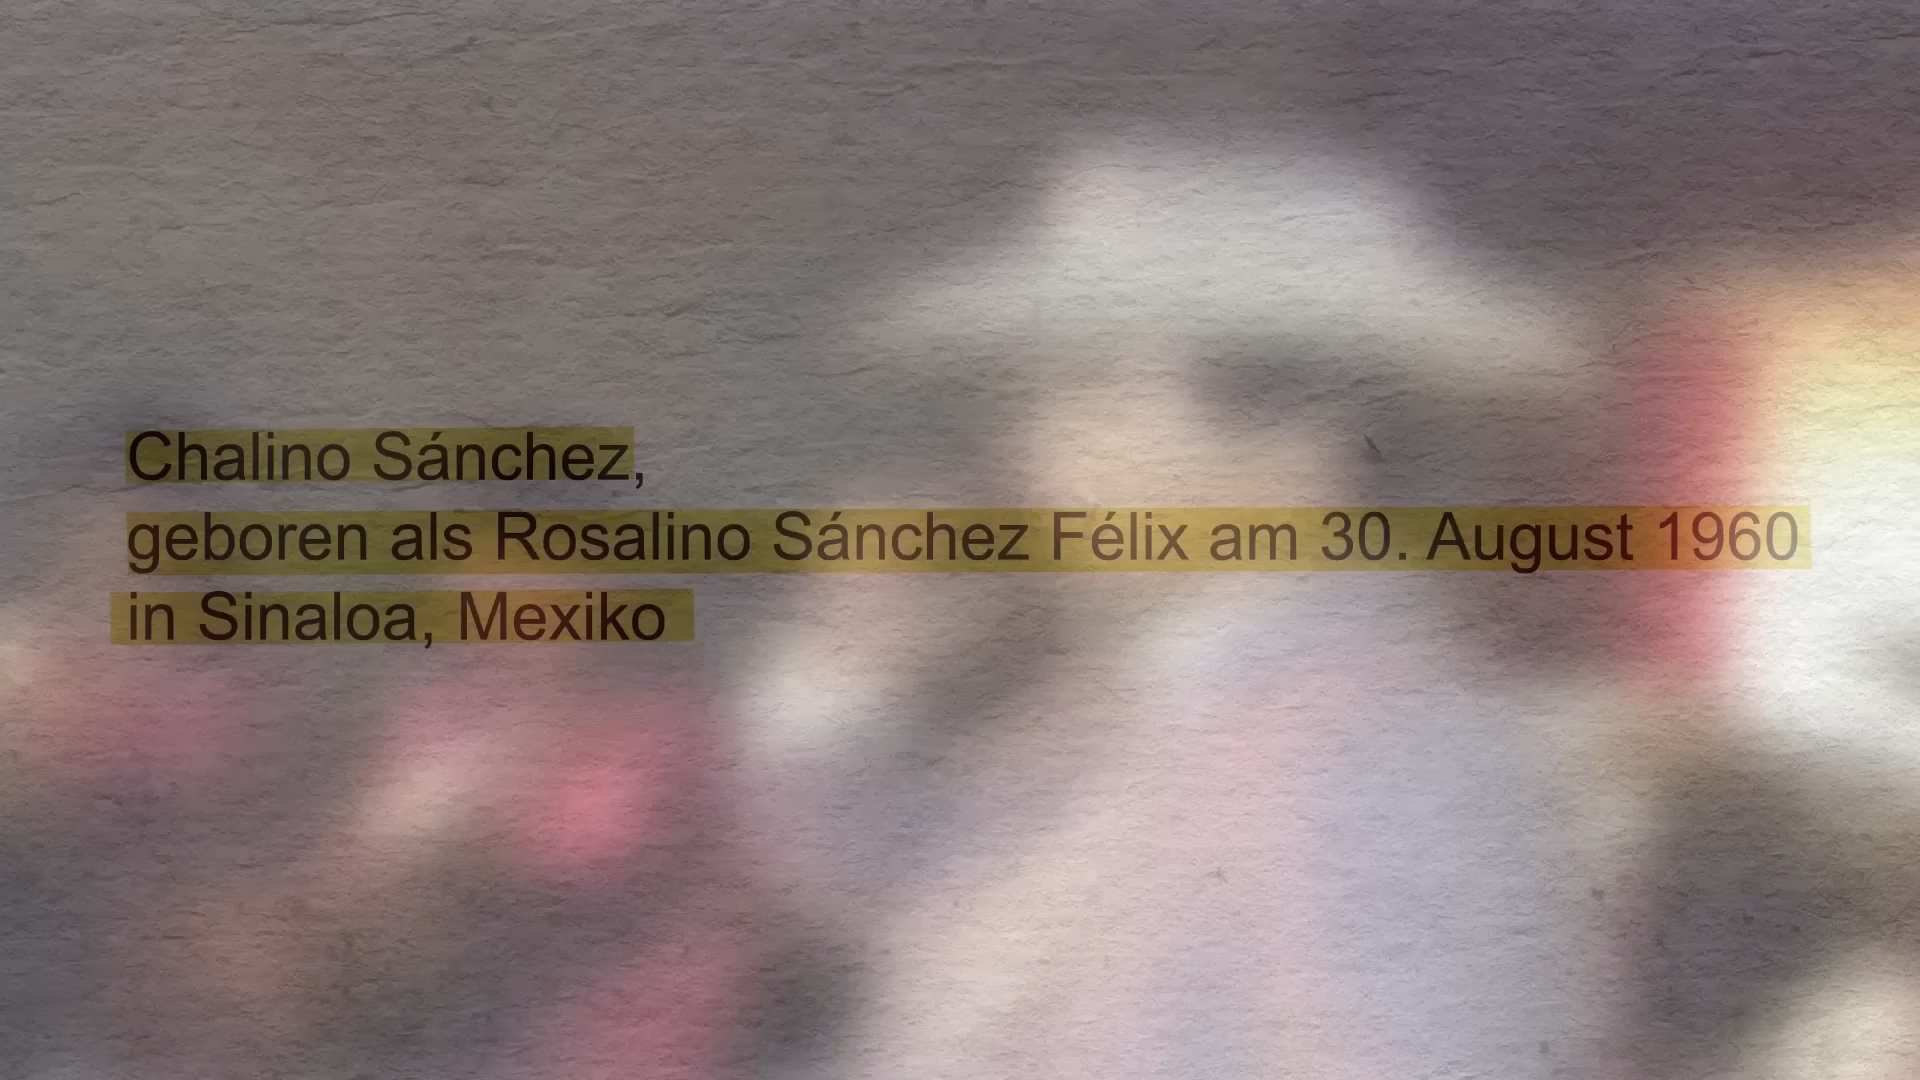 Chalino Sánchez,
geboren als Rosalino Sánchez Félix am 30. August 1960
in Sinaloa, Mexiko